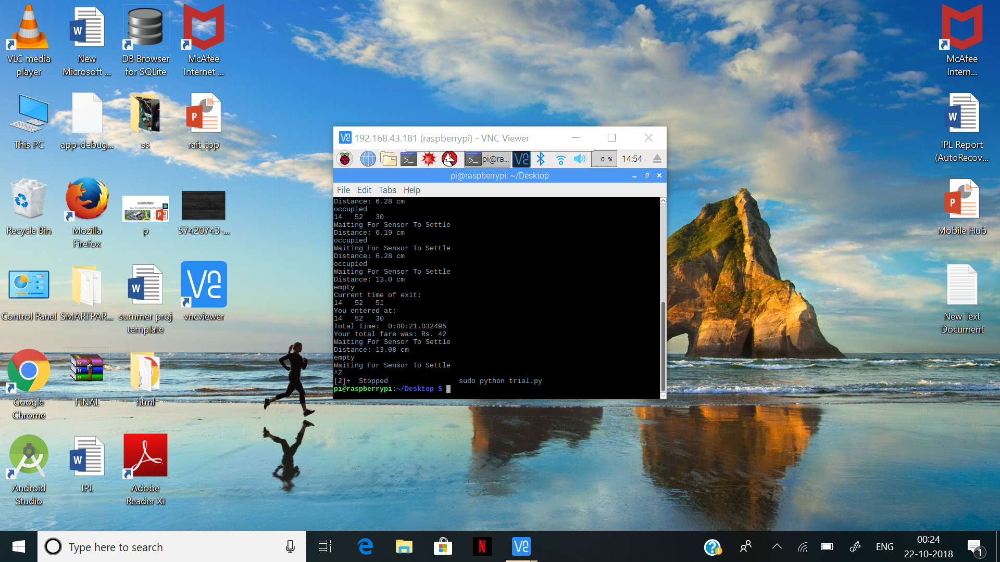 VLC media
player
New
Microsoft ...
DB Browser
for SQLite
McAfee
Internet ...
McAfee
Intern...
This PC
app-debug...
ss
rait_tpp
IPL Report
(AutoRecov...
Recycle Bin
Mozilla
Firefox
p
57420743-...
Mobile Hub
Control Panel
SMARTPAR...
summer proj
template
vncviewer
New Text
Document
Google
Chrome
FINAL
html
Android
Studio
IPL
Adobe
Reader XI
192.168.43.181 (raspberrypi) - VNC Viewer
pi@ra...
0 %
14:54
pi@raspberrypi: ~/Desktop
File Edit Tabs Help
Distance: 6.28 cm
occupied
14 52 30
Waiting For Sensor To Settle
Distance: 6.19 cm
occupied
Waiting For Sensor To Settle
Distance: 6.28 cm
occupied
Waiting For Sensor To Settle
Distance: 13.0 cm
empty
Current time of exit:
14 52 51
You entered at:
14 52 30
Total Time: 0:00:21.032495
Your total fare was: Rs. 42
Waiting For Sensor To Settle
Distance: 13.08 cm
empty
Waiting For Sensor To Settle
^Z
[2]+ Stopped sudo python trial.py
pi@raspberrypi:~/Desktop $
Type here to search
ENG
00:24
22-10-2018
1